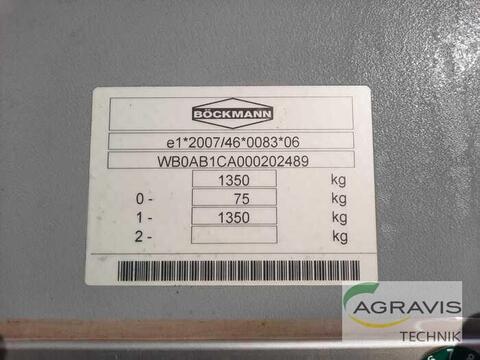 BÖCKMANN
e1*2007/46*0083*06
WB0AB1CA000202489
1350 kg
0- 75 kg
1- 1350 kg
2- kg
AGRAVIS
TECHNIK